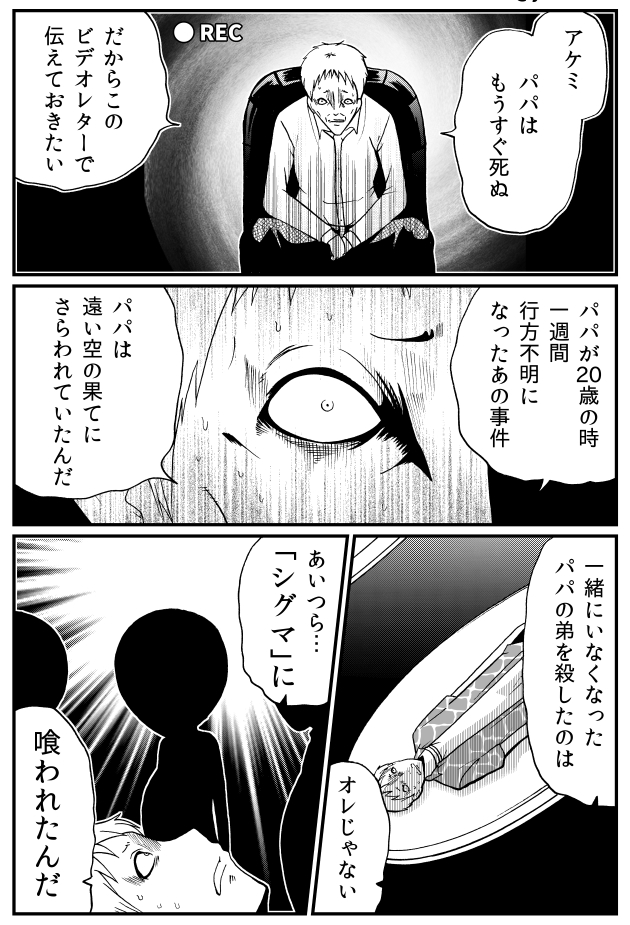 アケミ
パパは
もうすぐ死ぬ
● REC
だからこの
ビデオレターで
伝えておきたい
パパが20歳の時
一週間
行方不明に
なったあの事件
パパは
遠い空の果てに
さらわれていたんだ
一緒にいなくなった
パパの弟を殺したのは
オレじゃない
あいつら…
「シグマ」に
喰われたんだ